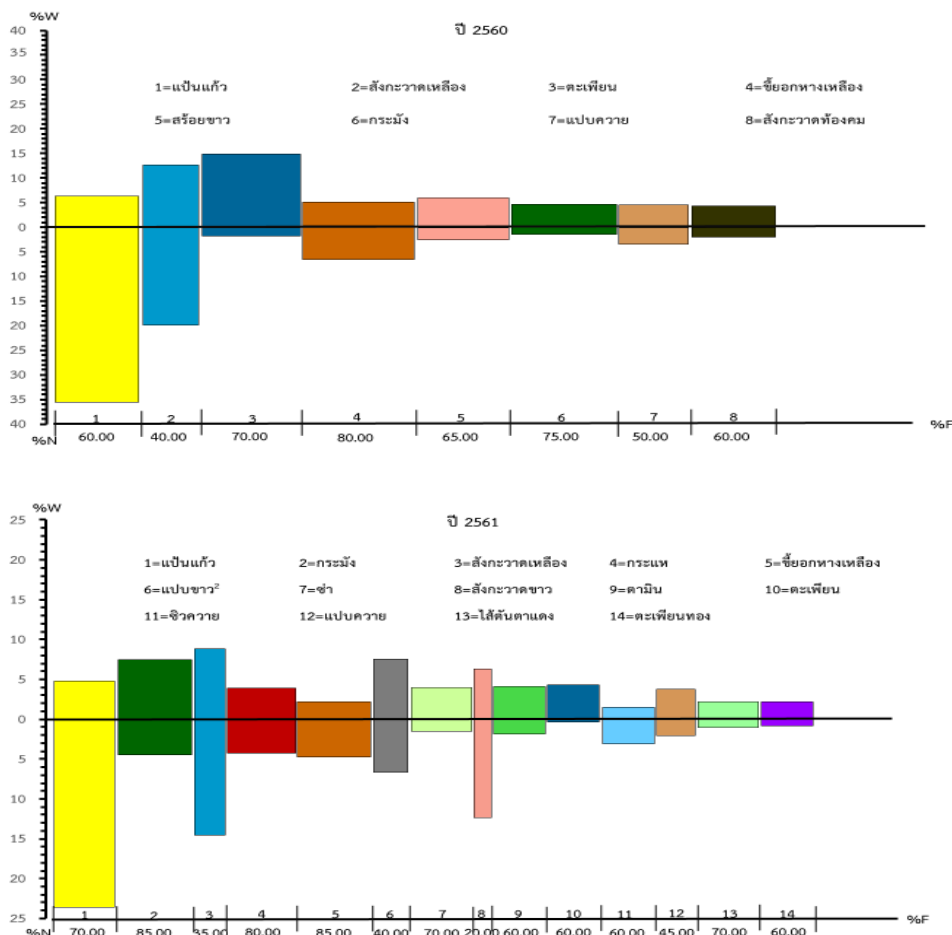 %W
ปี 2560
40
35
30
25
20
15
10
5
0
5
10
15
20
25
30
35
40
1=แป้นแก้ว 2=สังกะวาดเหลือง 3=ตะเพียน 4=ขี้ยอกหางเหลือง
5=สร้อยขาว 6=กระมัง 7=แปบควาย 8=สังกะวาดท้องคม
1 2 3 4 5 6 7 8
%N 60.00 40.00 70.00 80.00 65.00 75.00 50.00 60.00 %F
%W
ปี 2561
25
20
15
10
5
0
5
10
15
20
25
1=แป้นแก้ว 2=กระมัง 3=สังกะวาดเหลือง 4=กระแห 5=ขี้ยอกหางเหลือง
6=แปบขาว² 7=ซ่า 8=สังกะวาดขาว 9=ตามิน 10=ตะเพียน
11=ซิวควาย 12=แปบควาย 13=ไส้ตันตาแดง 14=ตะเพียนทอง
1 2 3 4 5 6 7 8 9 10 11 12 13 14
%N 70.00 85.00 35.00 80.00 85.00 40.00 70.00 20.00 60.00 60.00 60.00 45.00 70.00 60.00 %F